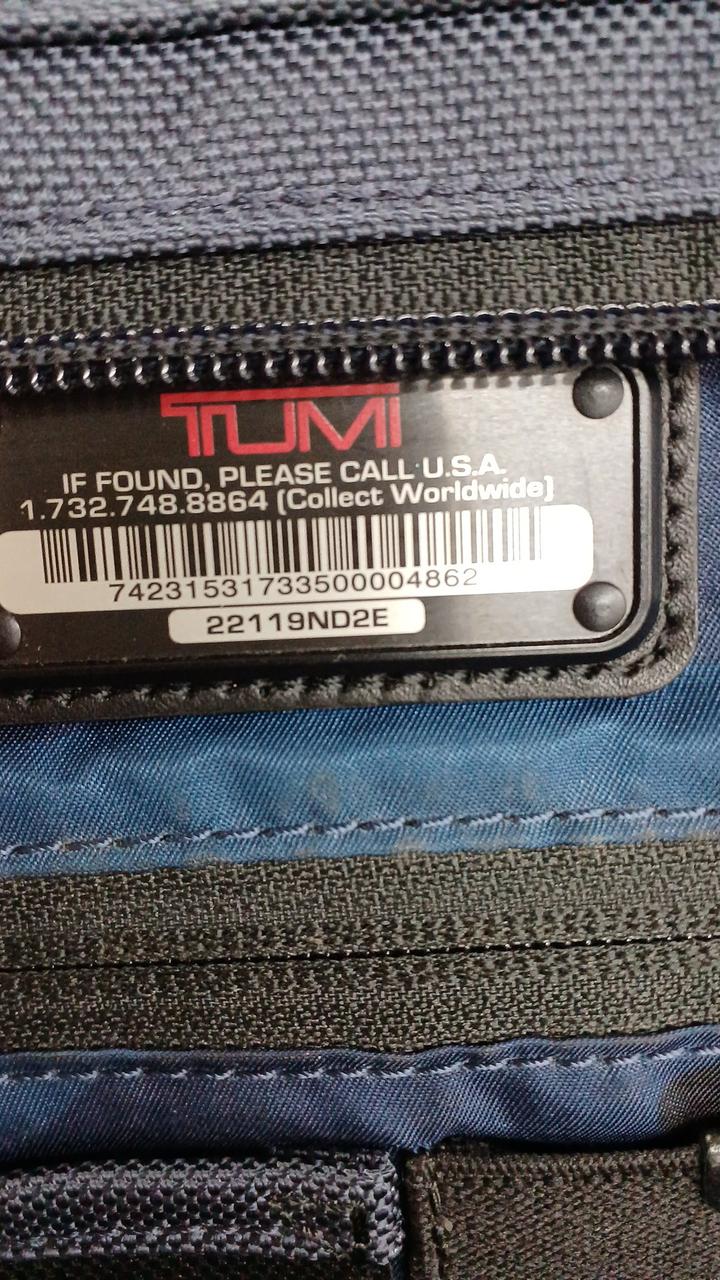 TUMI
IF FOUND, PLEASE CALL U.S.A.
1.732.748.8864 (Collect Worldwide)
74231531733500004862
22119ND2E